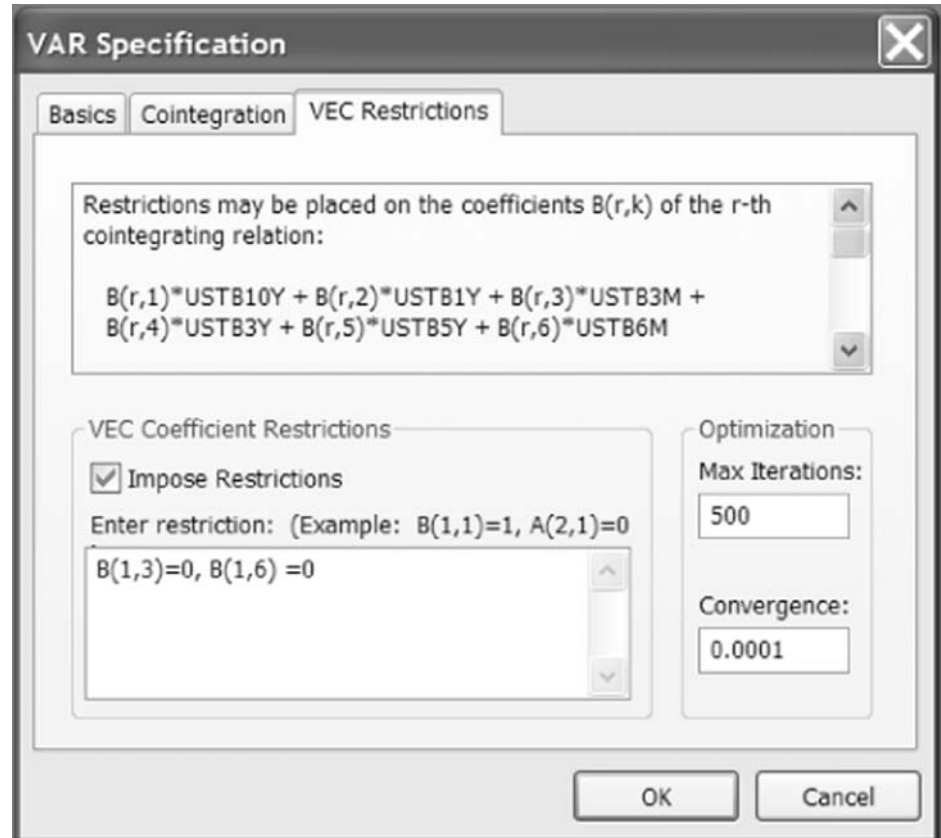 VAR Specification
Basics
Cointegration
VEC Restrictions
Restrictions may be placed on the coefficients B(r,k) of the r-th
cointegrating relation:
B(r,1)*USTB10Y + B(r,2)*USTB1Y + B(r,3)*USTB3M +
B(r,4)*USTB3Y + B(r,5)*USTB5Y + B(r,6)*USTB6M
VEC Coefficient Restrictions
Impose Restrictions
Enter restriction: (Example: B(1,1)=1, A(2,1)=0
B(1,3)=0, B(1,6) =0
Optimization
Max Iterations:
500
Convergence:
0.0001
OK
Cancel